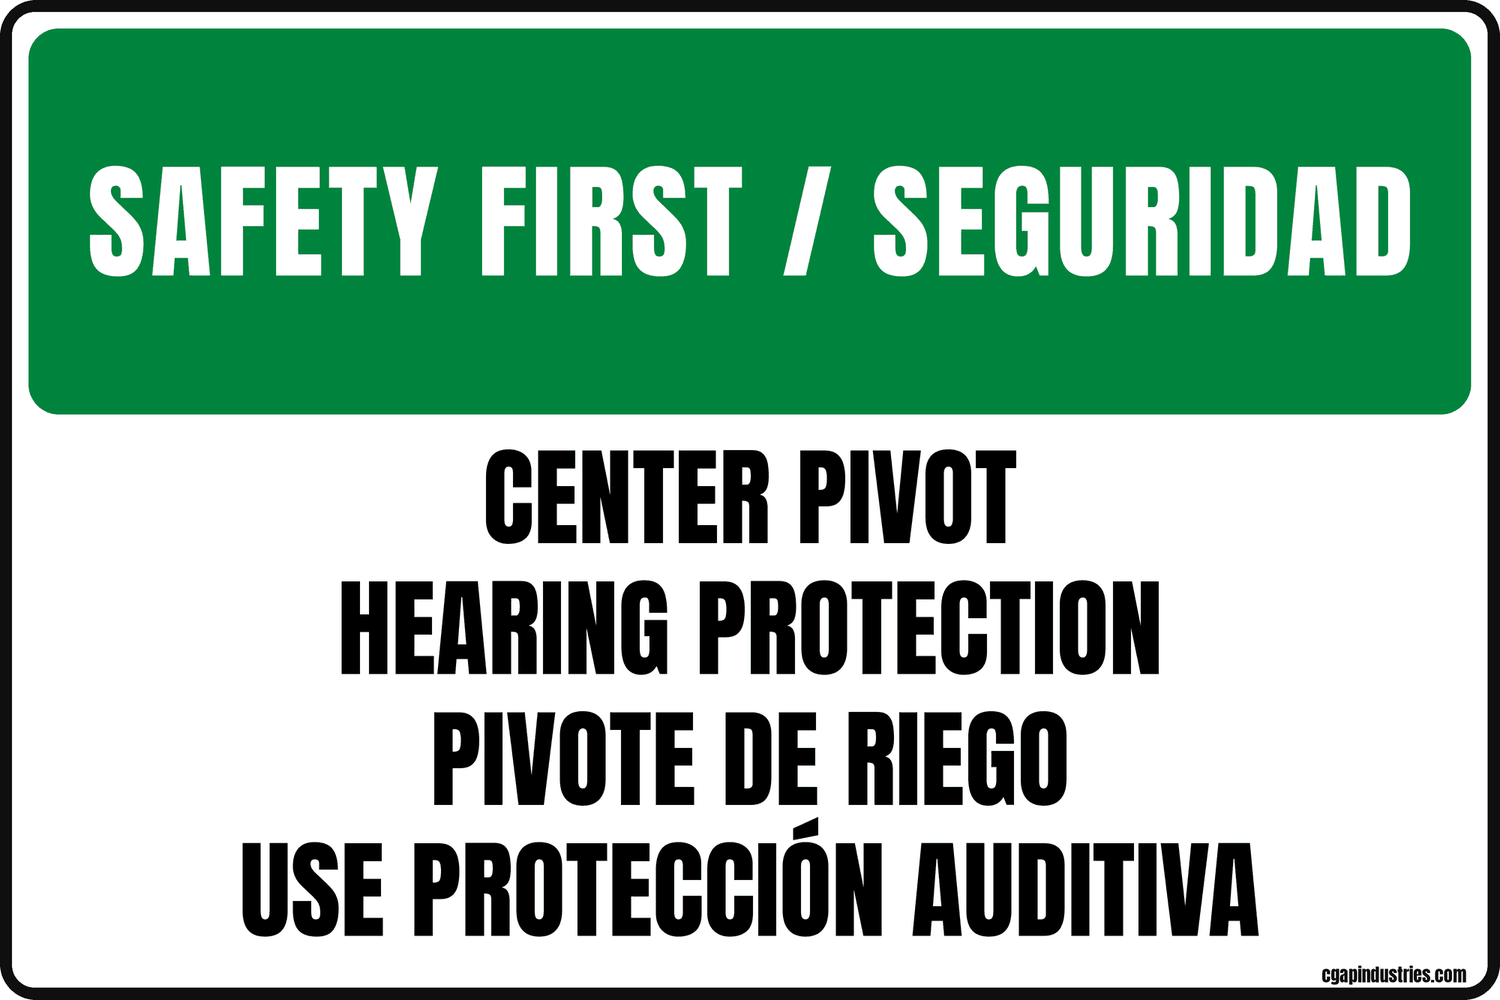 SAFETY FIRST / SEGURIDAD
CENTER PIVOT
HEARING PROTECTION
PIVOTE DE RIEGO
USE PROTECCIÓN AUDITIVA
cgapindustries.com